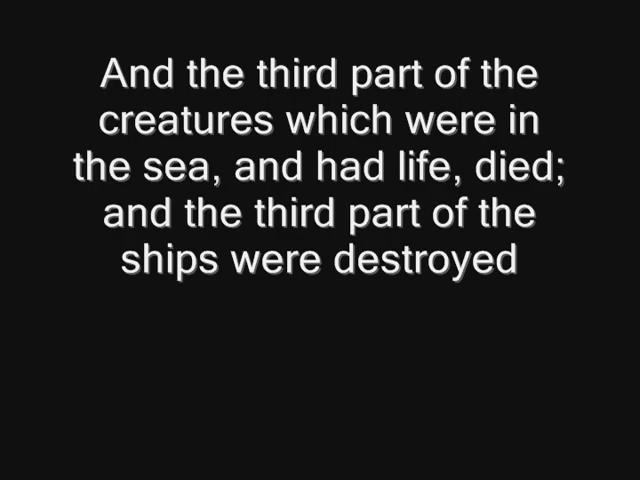 And the third part of the
creatures which were in
the sea, and had life, died;
and the third part of the
ships were destroyed